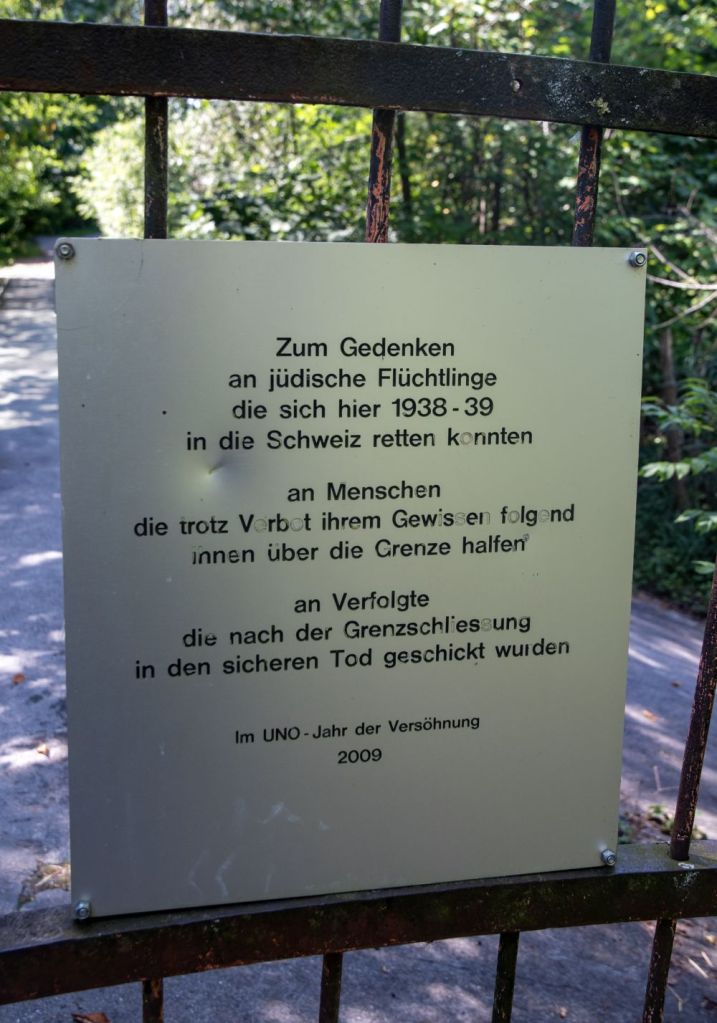 Zum Gedenken
an jüdische Flüchtlinge
die sich hier 1938-39
in die Schweiz retten konnten
an Menschen
die trotz Verbot ihrem Gewissen folgend
ihnen über die Grenze halfen
an Verfolgte
die nach der Grenzschliessung
in den sicheren Tod geschickt wurden
Im UNO-Jahr der Versöhnung
2009